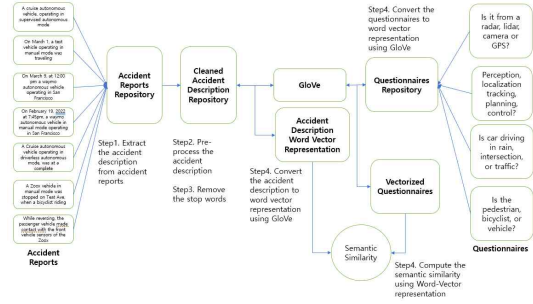 A cruise autonomous
vehicle, operating in
supervised autonomous
mode
On March 1, a test
vehicle operating in
manual mode was
traveling
On March 9, at 12:00
pm a waymo
autonomous vehicle
operating in San
Francisco
On February 19, 2022
at 7:45pm, a waymo
autonomous vehicle in
manual mode operating
in San Francisco
A Cruise autonomous
vehicle operating in
driverless autonomous
mode, was at a
complete
A Zoox vehicle in
manual mode was
stopped on Test Ave.
when a bicyclist riding
While reversing, the
passenger vehicle made
contact with the front
vehicle sensors of the
Zoox
Accident
Reports
Accident
Reports
Repository
Step1. Extract
the accident
description
from accident
reports
Cleaned
Accident
Description
Repository
Step2. Pre-
process the
accident
description
Step3. Remove
the stop words
GloVe
Accident
Description
Word Vector
Representation
Step4. Convert
the accident
description to
word vector
representation
using GloVe
Step4. Convert the
questionnaires to
word vector
representation
using GloVe
Questionnaires
Repository
Vectorized
Questionnaires
Semantic
Similarity
Step4. Compute the
semantic similarity
using Word-Vector
representation
Is it from a
radar, lidar,
camera or
GPS?
Perception,
localization
tracking,
planning,
control?
Is car driving
in rain,
intersection,
or traffic?
Is the
pedestrian,
bicyclist, or
vehicle?
Questionnaires